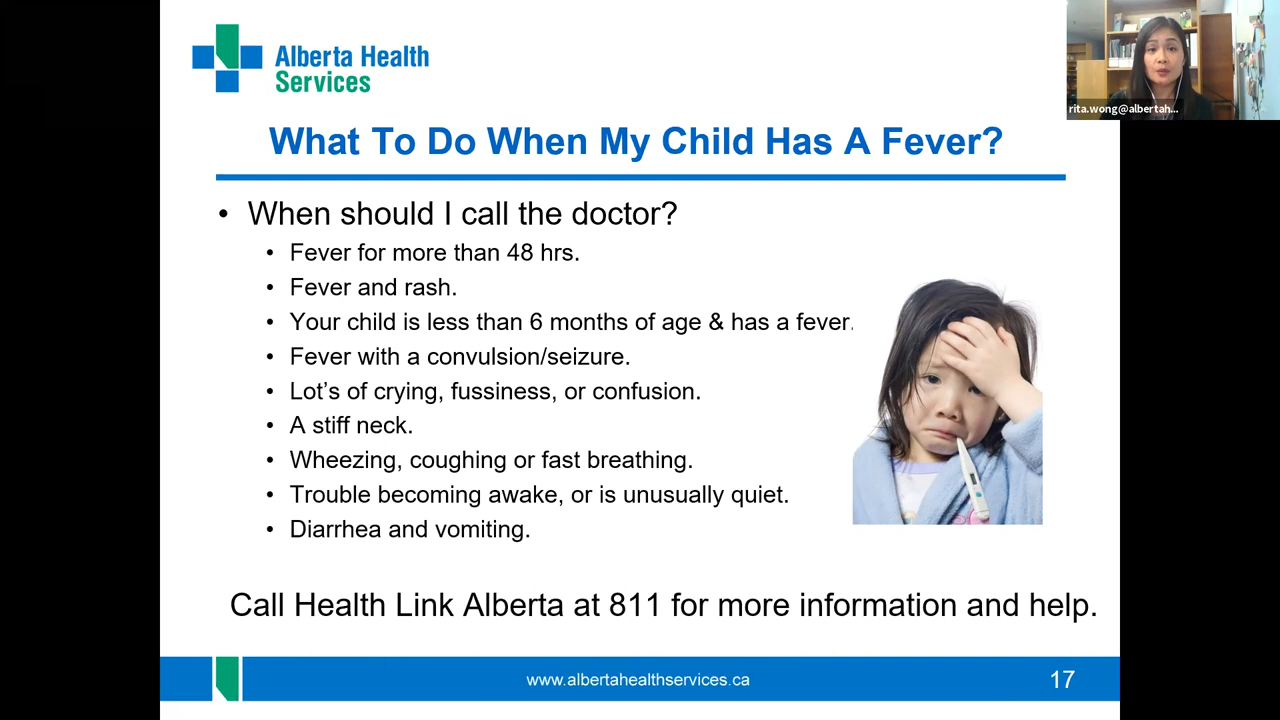 Alberta Health
Services
rita.wong@albertah...
What To Do When My Child Has A Fever?
• When should I call the doctor?
• Fever for more than 48 hrs.
• Fever and rash.
• Your child is less than 6 months of age & has a fever.
• Fever with a convulsion/seizure.
• Lot's of crying, fussiness, or confusion.
• A stiff neck.
• Wheezing, coughing or fast breathing.
• Trouble becoming awake, or is unusually quiet.
• Diarrhea and vomiting.
Call Health Link Alberta at 811 for more information and help.
www.albertahealthservices.ca
17